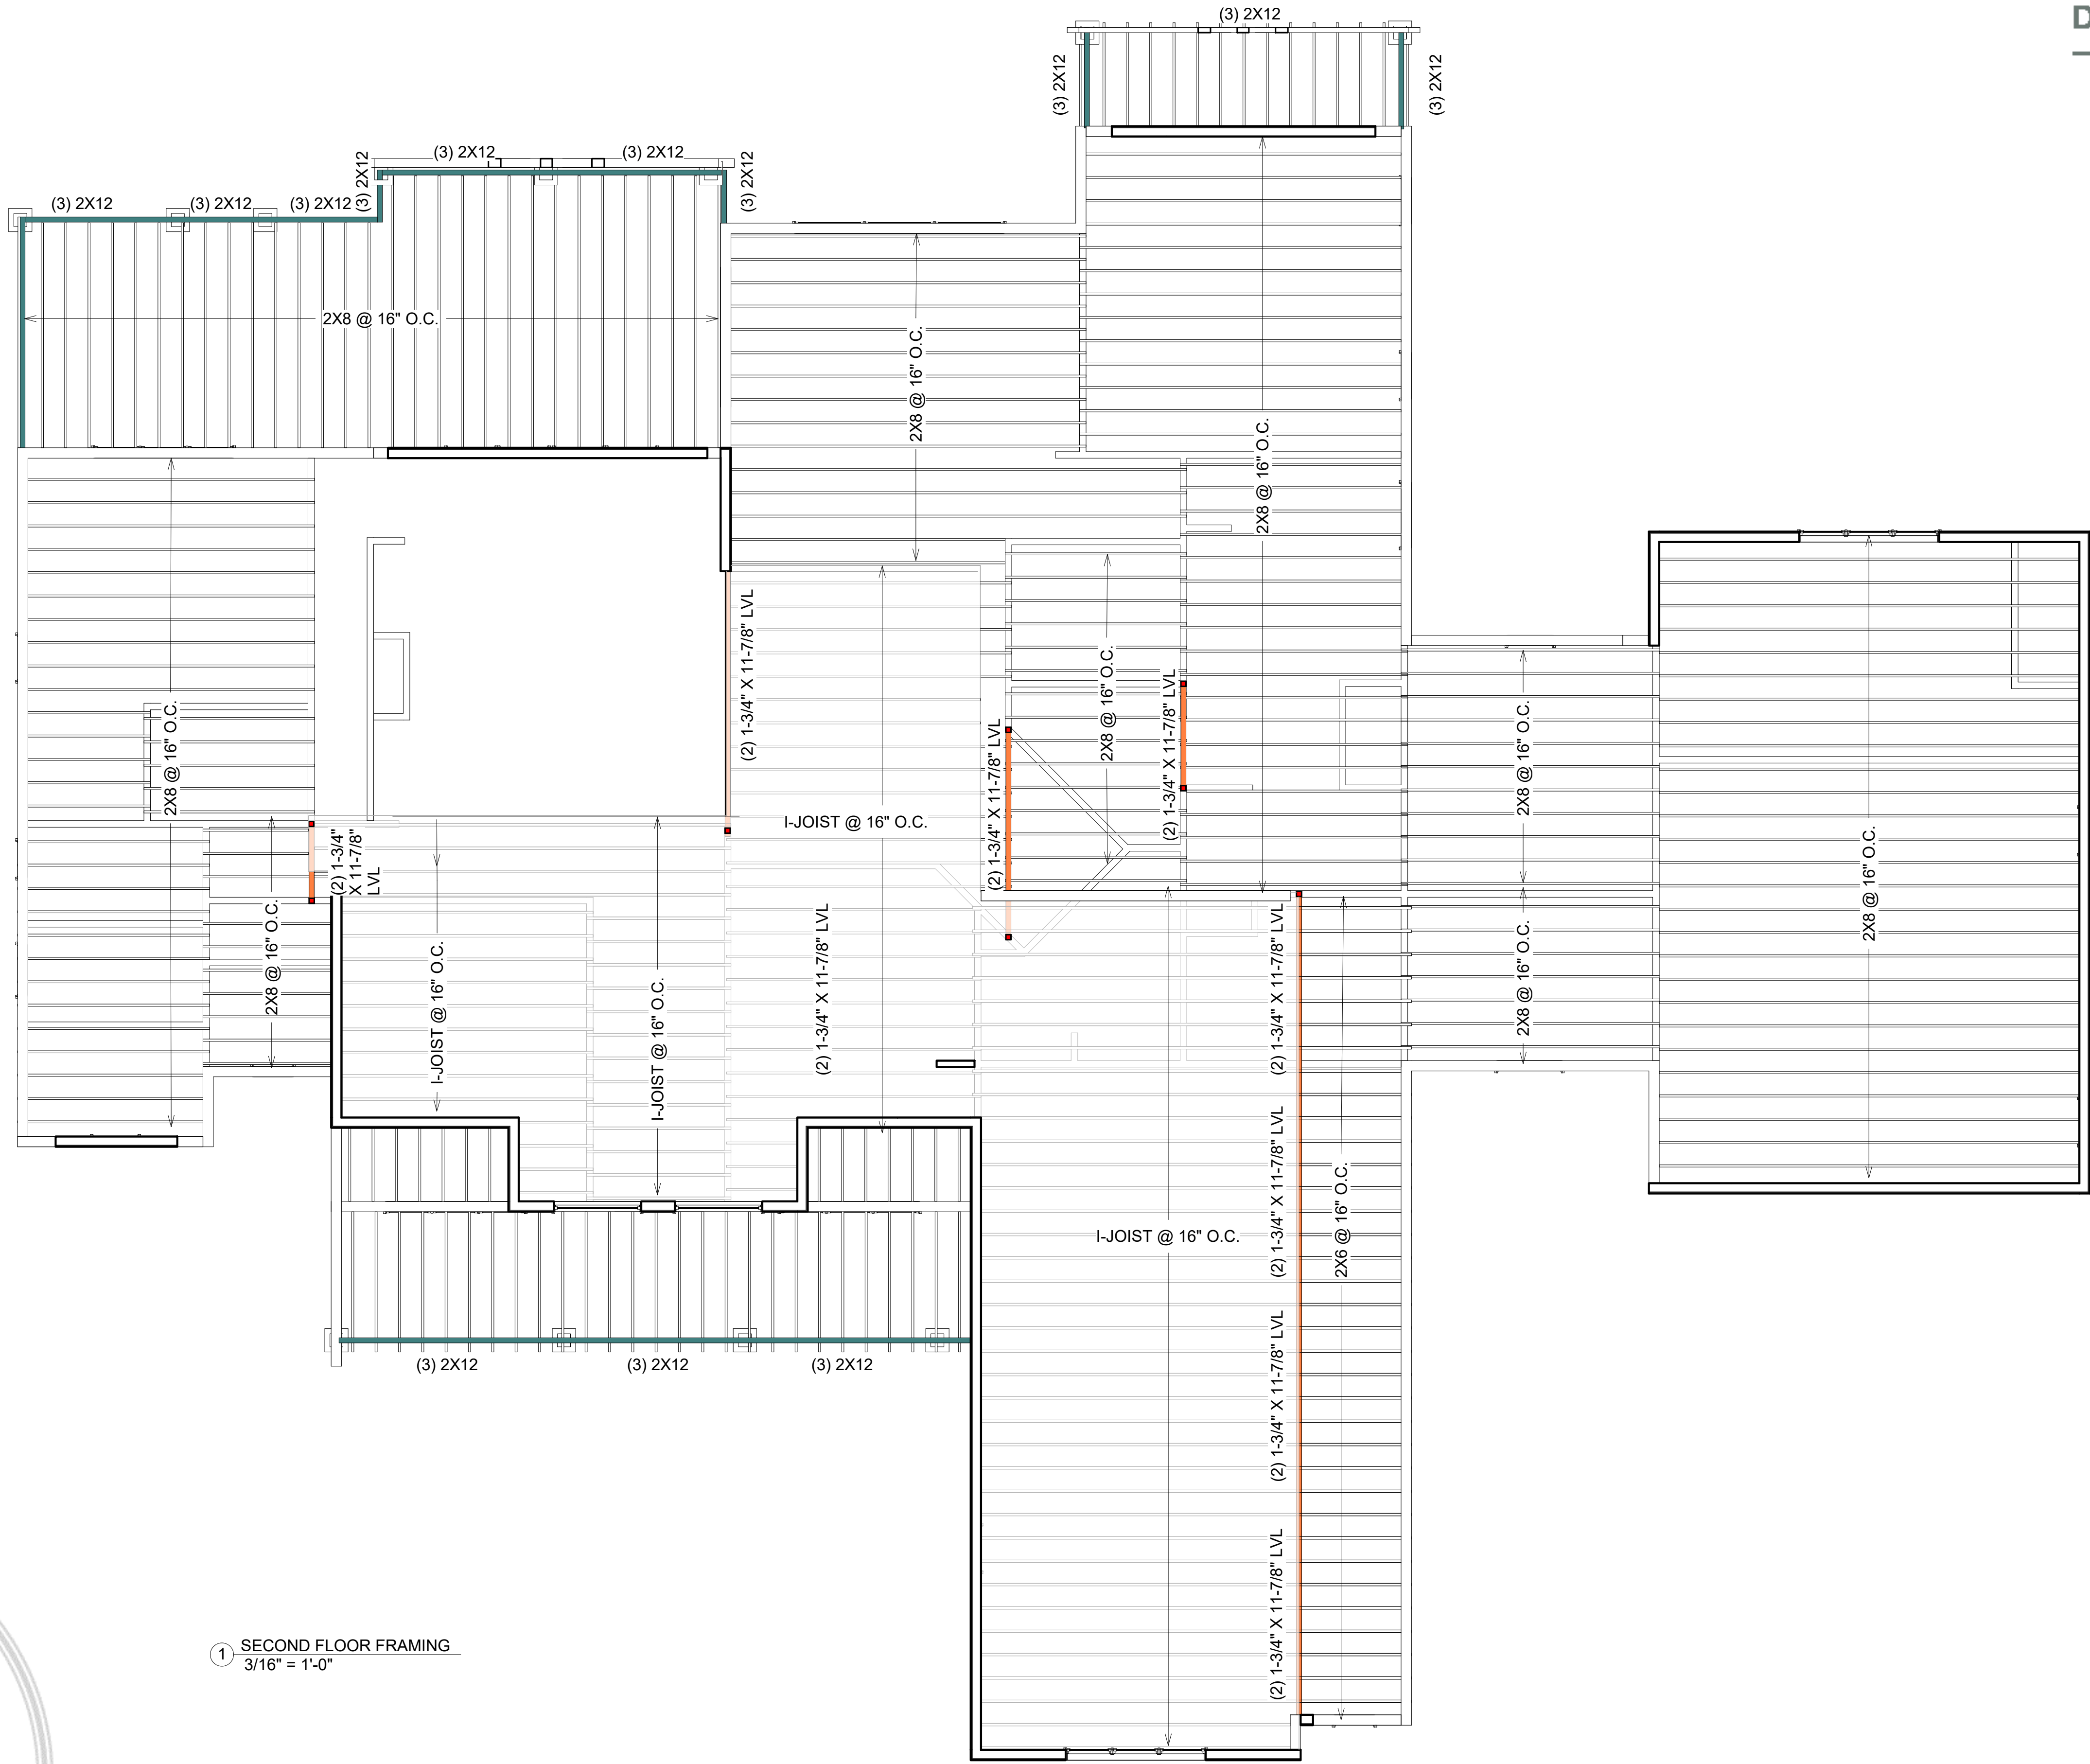 D
(3) 2X12
(3) 2X12
(3) 2X12
(3) 2X12
(3) 2X12
(3) 2X12
(3) 2X12
(3) 2X12
(3) 2X12
(3) 2X12
2X8 @ 16" O.C.
2X8 @ 16" O.C.
2X8 @ 16" O.C.
(2) 1-3/4" X 11-7/8" LVL
2X8 @ 16" O.C.
(2) 1-3/4" X 11-7/8" LVL
(2) 1-3/4" X 11-7/8" LVL
2X8 @ 16" O.C.
2X8 @ 16" O.C.
I-JOIST @ 16" O.C.
2X8 @ 16" O.C.
(2) 1-3/4"
X 11-7/8"
LVL
2X8 @ 16" O.C.
I-JOIST @ 16" O.C.
I-JOIST @ 16" O.C.
(2) 1-3/4" X 11-7/8" LVL
(2) 1-3/4" X 11-7/8" LVL
2X8 @ 16" O.C.
(2) 1-3/4" X 11-7/8" LVL
2X6 @ 16" O.C.
I-JOIST @ 16" O.C.
(2) 1-3/4" X 11-7/8" LVL
(3) 2X12
(3) 2X12
(3) 2X12
(2) 1-3/4" X 11-7/8" LVL
1
SECOND FLOOR FRAMING
3/16" = 1'-0"